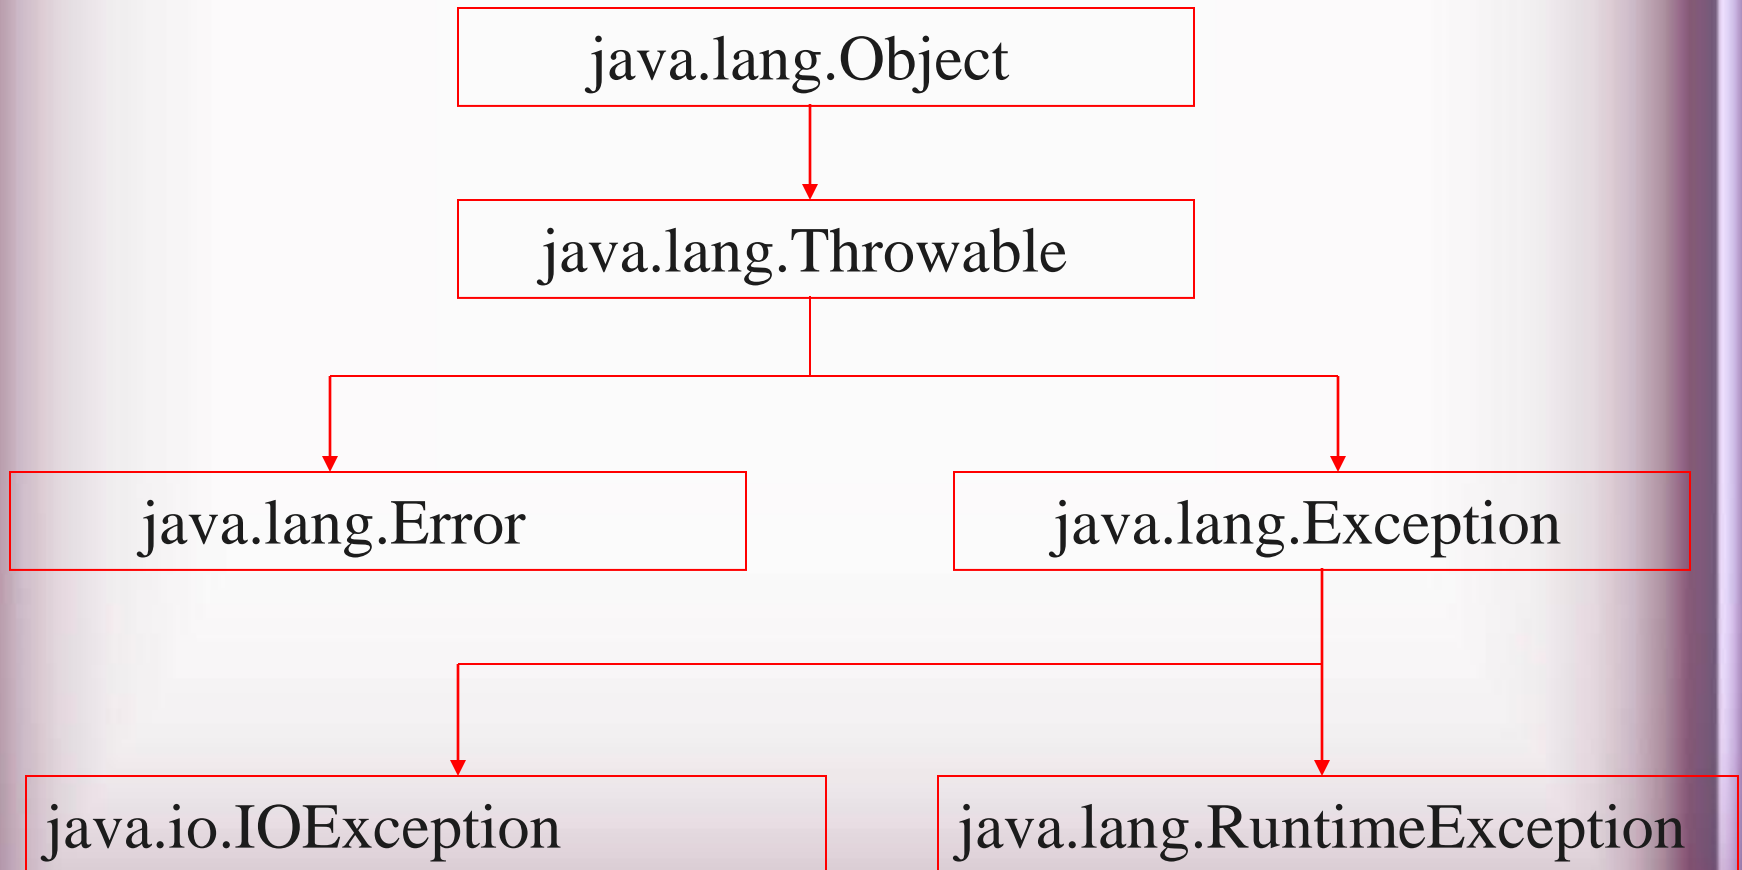 java.lang.Object
java.lang.Throwable
java.lang.Error
java.lang.Exception
java.io.IOException
java.lang.RuntimeException